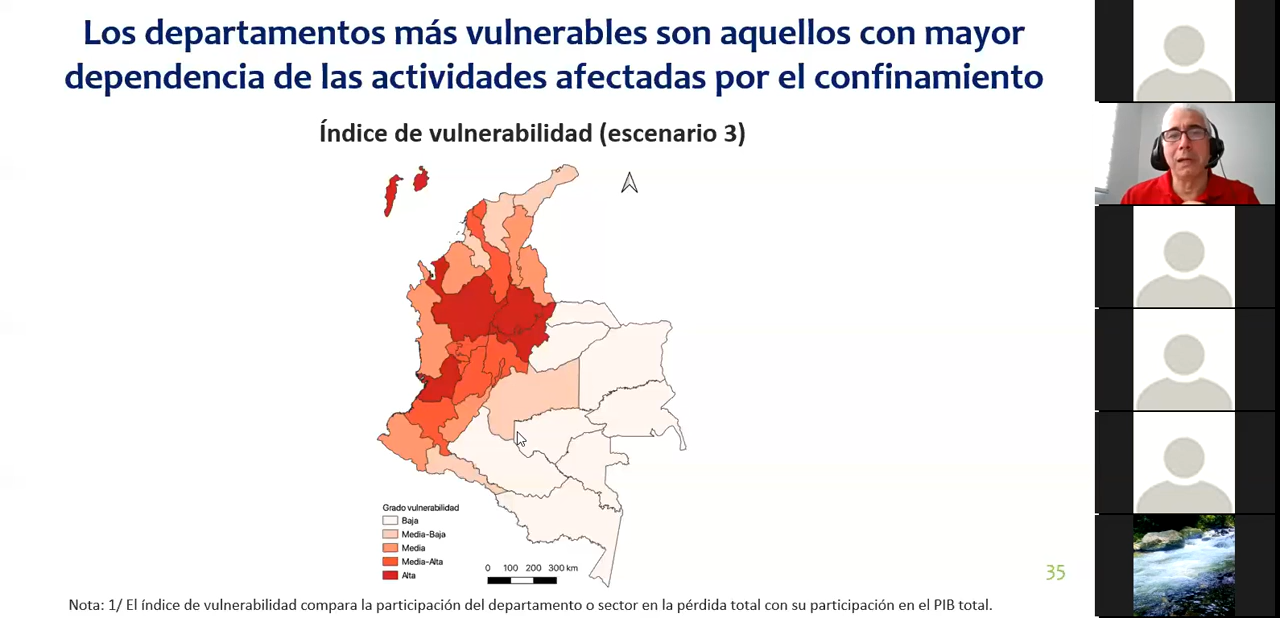 Los departamentos más vulnerables son aquellos con mayor
dependencia de las actividades afectadas por el confinamiento
Índice de vulnerabilidad (escenario 3)
Grado vulnerabilidad
Baja
Media-Baja
Media
Media-Alta
Alta
0 100 200 300 km
35
Nota: 1/ El índice de vulnerabilidad compara la participación del departamento o sector en la pérdida total con su participación en el PIB total.